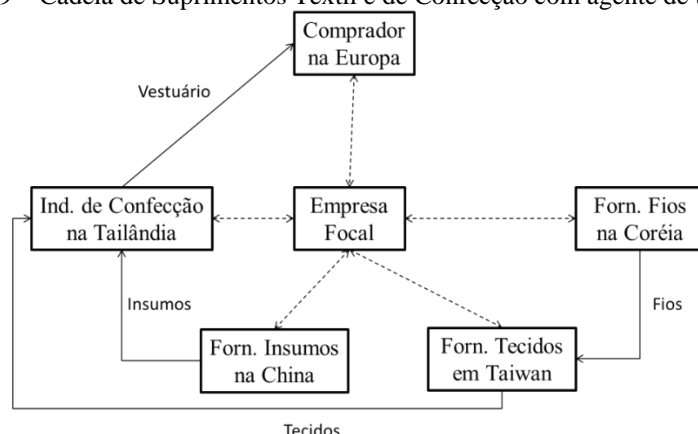 9 – Cadeia de Suprimentos Têxtil e de Confecção com agente de
Comprador
na Europa
Vestuário
Ind. de Confecção
na Tailândia
Empresa
Focal
Forn. Fios
na Coréia
Insumos
Fios
Forn. Insumos
na China
Forn. Tecidos
em Taiwan
Tecidos